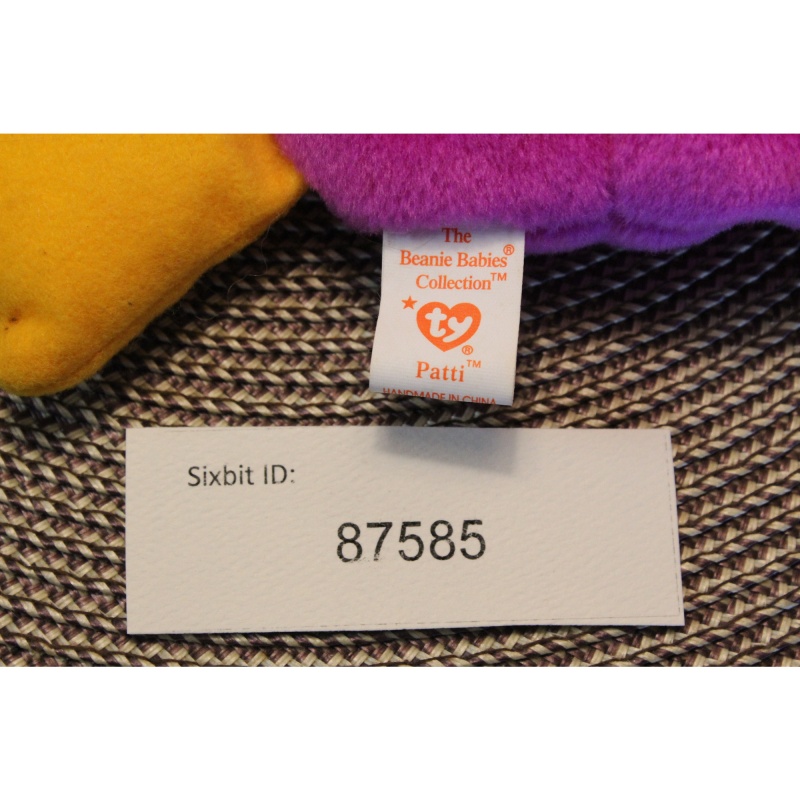 The
Beanie Babies®
Collection™
ty®
Patti™
HANDMADE IN CHINA
Sixbit ID:
87585